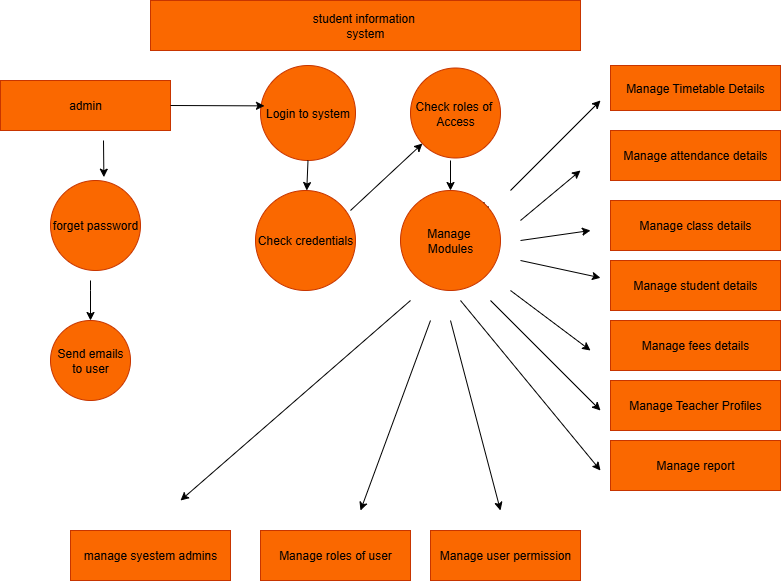 student information
system
admin
Login to system
Check roles of
Access
forget password
Check credentials
Manage
Modules
Send emails
to user
Manage Timetable Details
Manage attendance details
Manage class details
Manage student details
Manage fees details
Manage Teacher Profiles
Manage report
manage syestem admins
Manage roles of user
Manage user permission